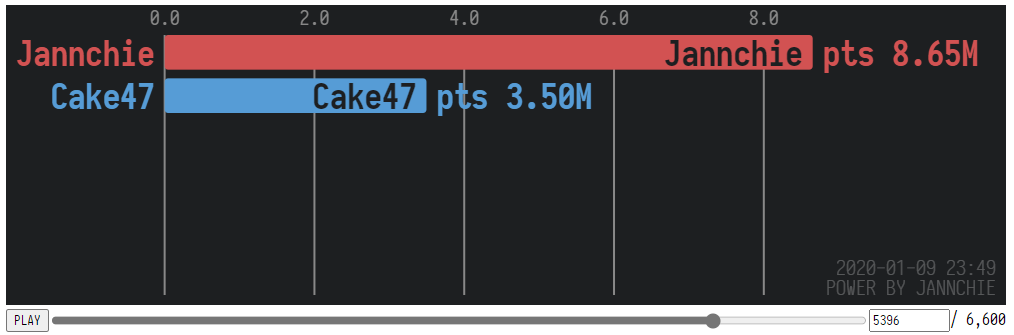 0.0 2.0 4.0 6.0 8.0
Jannchie Jannchie pts 8.65M
Cake47 Cake47 pts 3.50M
2020-01-09 23:49
POWER BY JANNCHIE
PLAY 5396 / 6,600